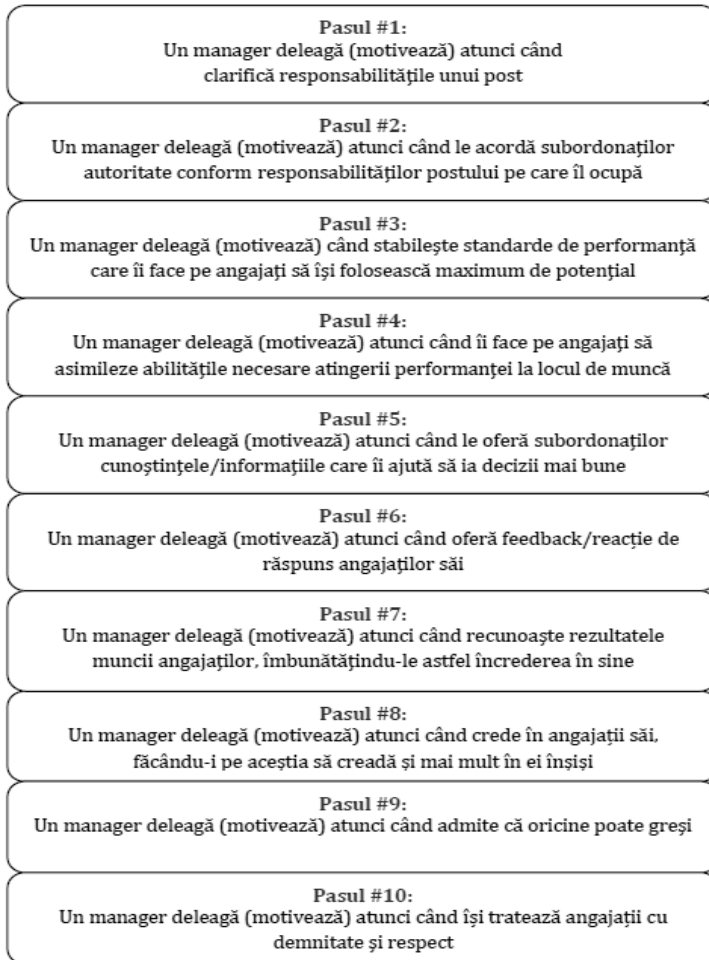 Pasul #1:
Un manager deleagă (motivează) atunci când
clarifică responsabilitățile unui post
Pasul #2:
Un manager deleagă (motivează) atunci când le acordă subordonaților
autoritate conform responsabilităților postului pe care îl ocupă
Pasul #3:
Un manager deleagă (motivează) când stabilește standarde de performanță
care îi face pe angajați să își folosească maximum de potențial
Pasul #4:
Un manager deleagă (motivează) atunci când îi face pe angajați să
asimileze abilitățile necesare atingerii performanței la locul de muncă
Pasul #5:
Un manager deleagă (motivează) atunci când le oferă subordonaților
cunoștințele/informațiile care îi ajută să ia decizii mai bune
Pasul #6:
Un manager deleagă (motivează) atunci când oferă feedback/reacție de
răspuns angajaților săi
Pasul #7:
Un manager deleagă (motivează) atunci când recunoaște rezultatele
muncii angajaților, îmbunătățindu-le astfel încrederea în sine
Pasul #8:
Un manager deleagă (motivează) atunci când crede în angajații săi,
făcându-i pe aceștia să creadă și mai mult în ei înșiși
Pasul #9:
Un manager deleagă (motivează) atunci când admite că oricine poate greși
Pasul #10:
Un manager deleagă (motivează) atunci când își tratează angajații cu
demnitate și respect